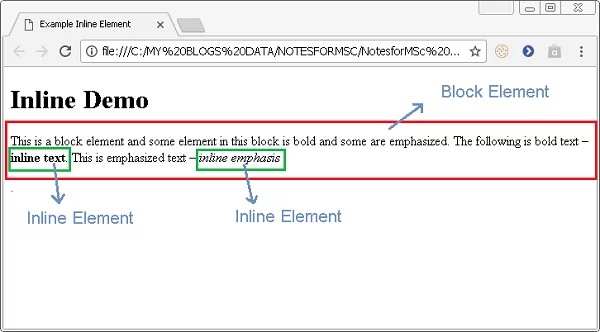 Example Inline Element
file:///C:/MY%20BLOGS%20DATA/NOTESFORMSC/NotesforMSc%20...
Inline Demo
Block Element
This is a block element and some element in this block is bold and some are emphasized. The following is bold text –
inline text. This is emphasized text – inline emphasis
.
Inline Element
Inline Element